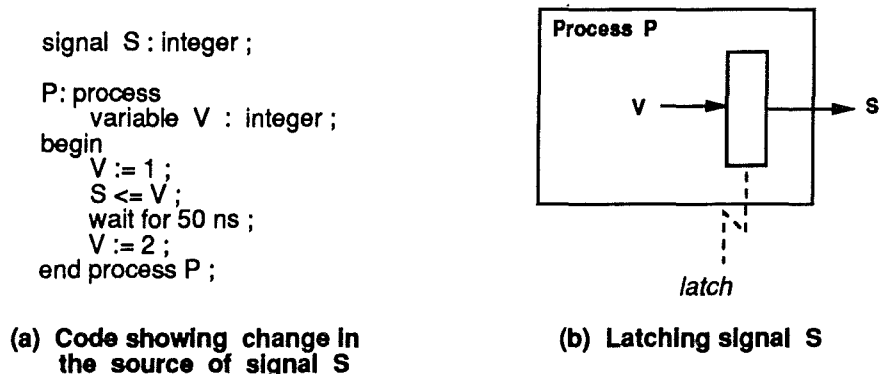 signal S : integer ;
P: process
variable V : integer ;
begin
V := 1 ;
S <= V ;
wait for 50 ns ;
V := 2 ;
end process P ;
(a) Code showing change in
the source of signal S
Process P
V
S
latch
(b) Latching signal S